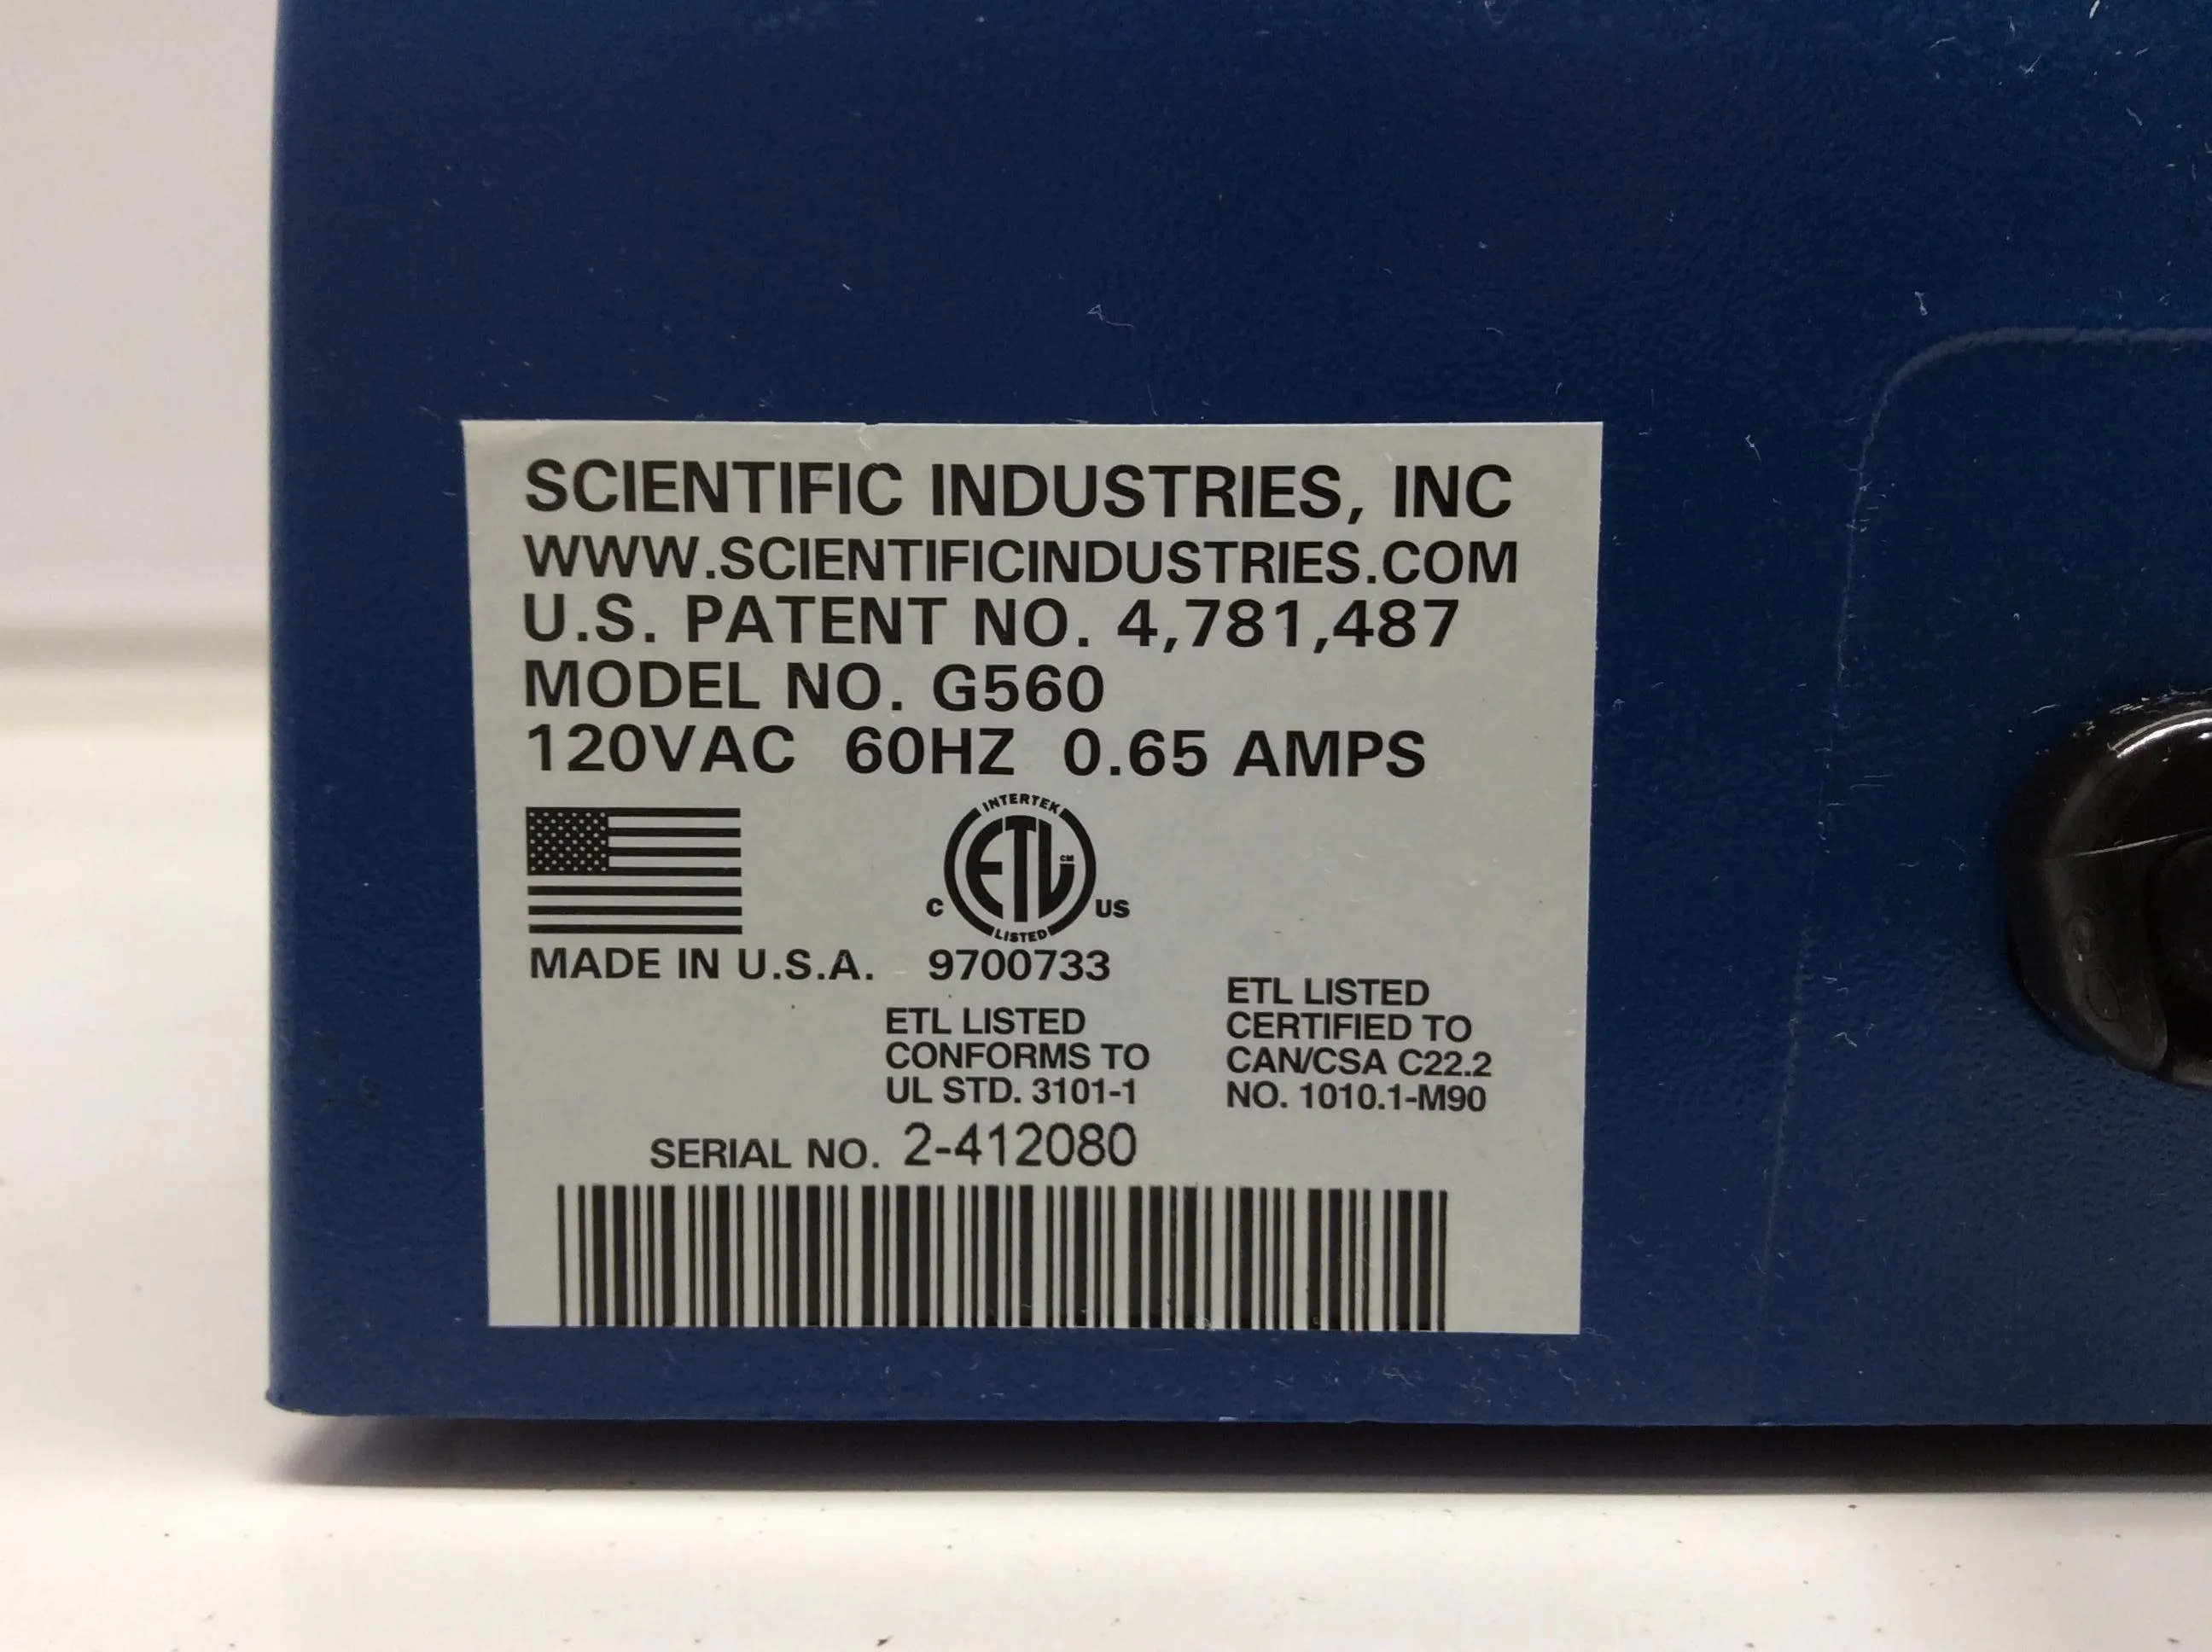 SCIENTIFIC INDUSTRIES, INC
WWW.SCIENTIFICINDUSTRIES.COM
U.S. PATENT NO. 4,781,487
MODEL NO. G560
120VAC 60HZ 0.65 AMPS
INTERTEK
ETL CM
C US
LISTED
MADE IN U.S.A. 9700733
ETL LISTED
CONFORMS TO
UL STD. 3101-1
ETL LISTED
CERTIFIED TO
CAN/CSA C22.2
NO. 1010.1-M90
SERIAL NO. 2-412080